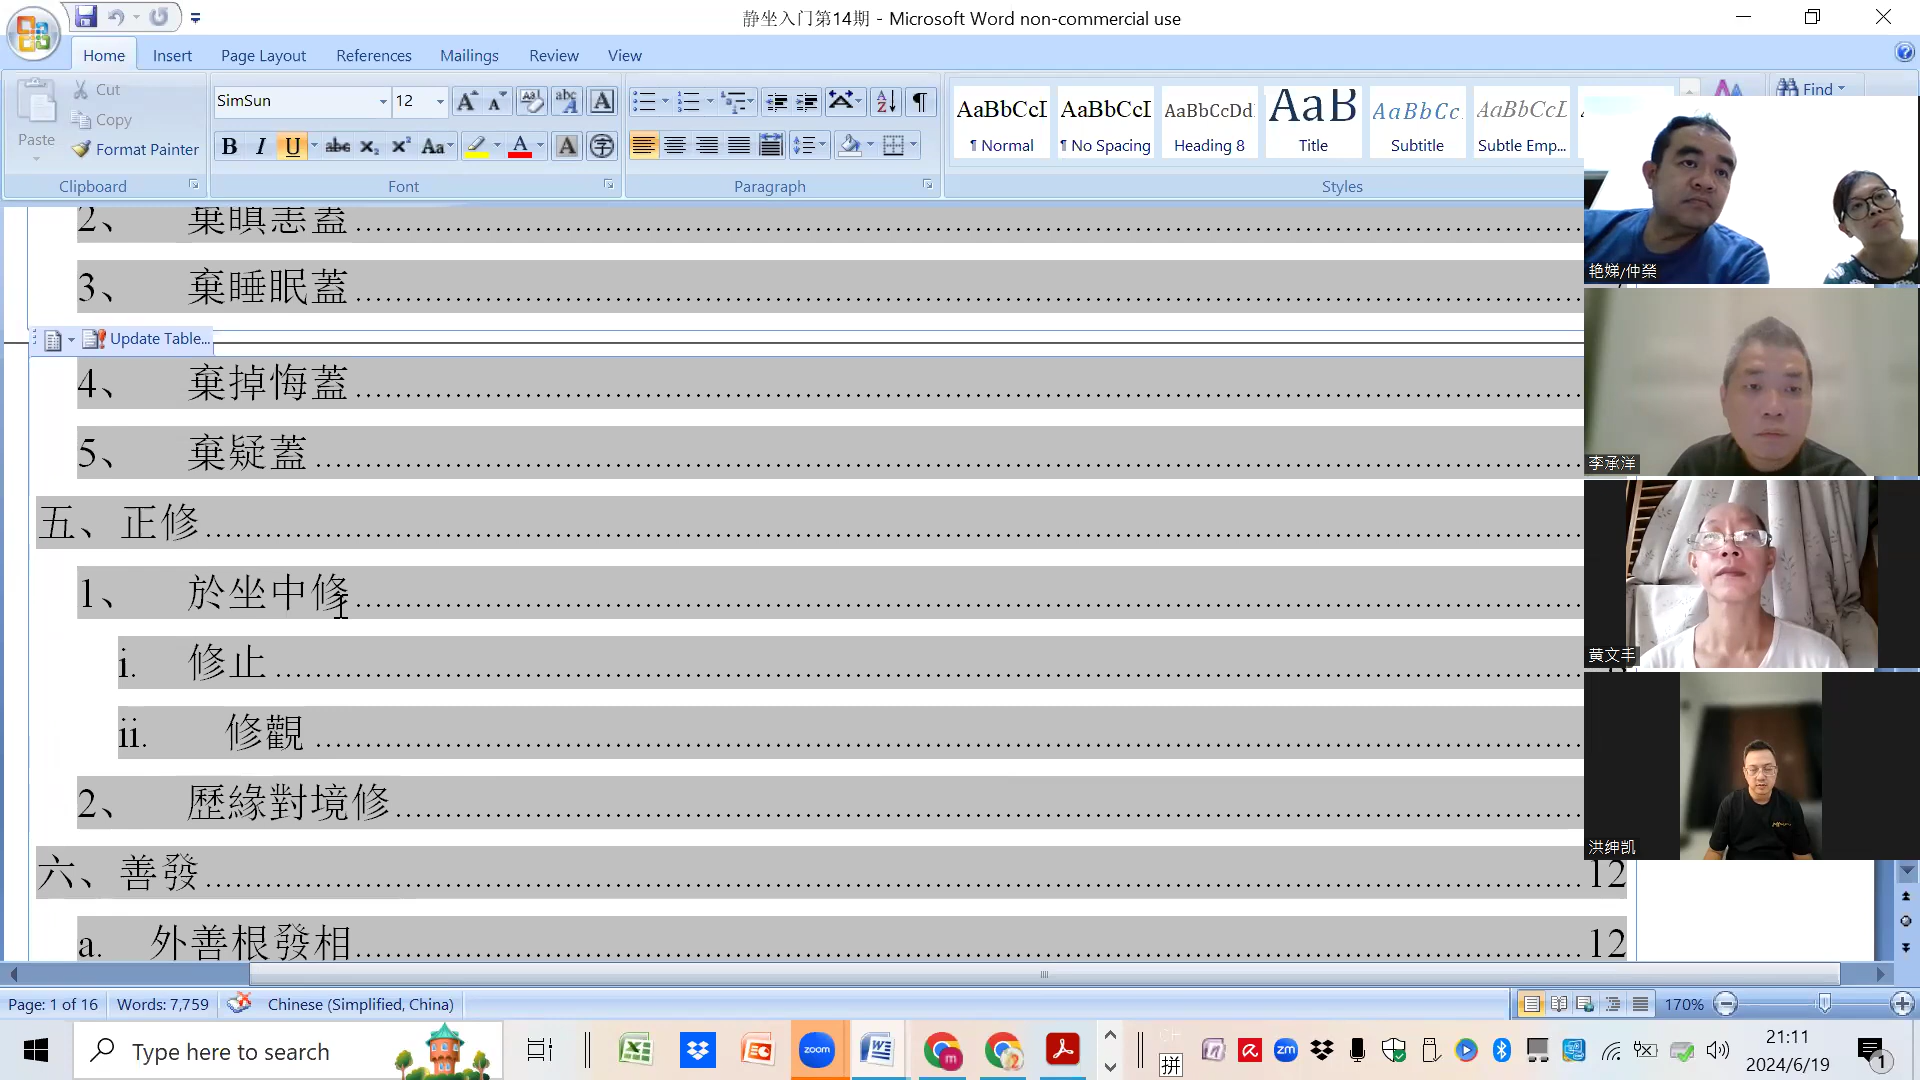 静坐入门第14期 - Microsoft Word non-commercial use
Home Insert Page Layout References Mailings Review View
Paste
Cut
Copy
Format Painter
Clipboard
SimSun 12
Font
Paragraph
AaBbCcI AaBbCcI AaBbCcDd AaB AaBbCc. AaBbCcL
¶ Normal ¶ No Spacing Heading 8 Title Subtitle Subtle Emp...
Styles
Find
2、 棄瞋恚蓋
3、 棄睡眠蓋
Update Table...
4、 棄掉悔蓋
5、 棄疑蓋
五、正修
1、 於坐中修
i. 修止
ii. 修觀
2、 歷緣對境修
六、善發 12
a. 外善根發相 12
艳娣/仲榮
李承洋
黄文丰
洪绅凯
Page: 1 of 16 Words: 7,759 Chinese (Simplified, China) 170%
Type here to search
zoom
zm
拼
21:11
2024/6/19
1